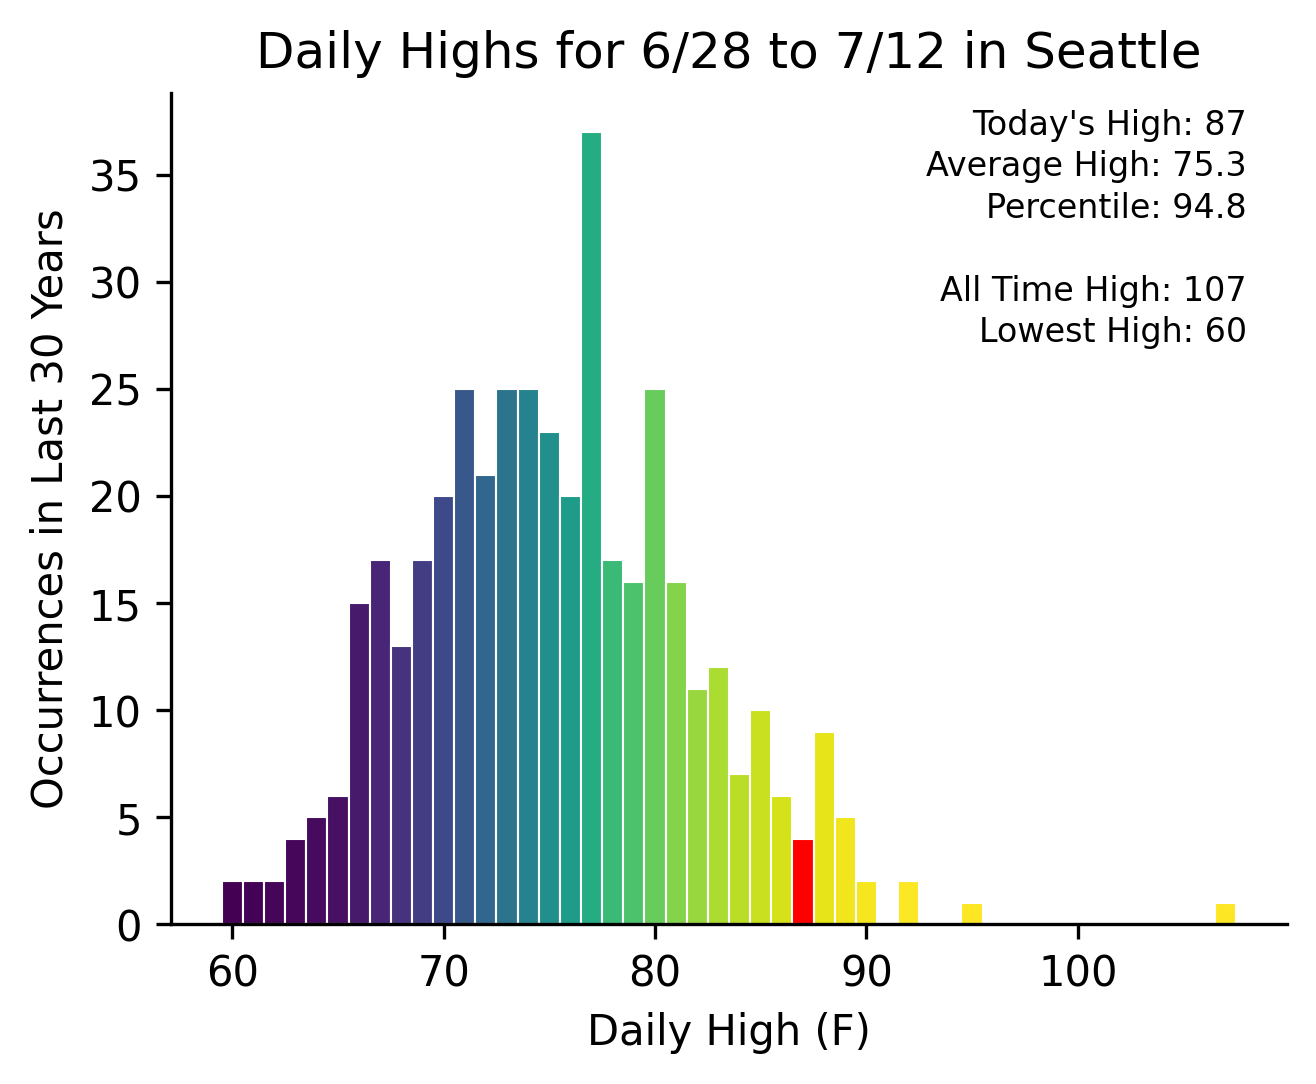 Daily Highs for 6/28 to 7/12 in Seattle
Today's High: 87
Average High: 75.3
Percentile: 94.8
All Time High: 107
Lowest High: 60
Occurrences in Last 30 Years
35
30
25
20
15
10
5
0
60 70 80 90 100
Daily High (F)